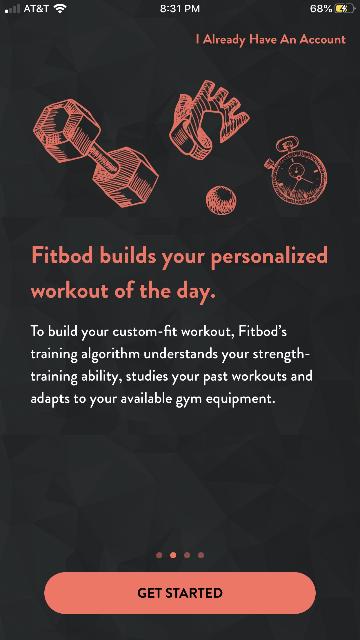 AT&T 8:31 PM 68%
I Already Have An Account
Fitbod builds your personalized
workout of the day.
To build your custom-fit workout, Fitbod's
training algorithm understands your strength-
training ability, studies your past workouts and
adapts to your available gym equipment.
GET STARTED